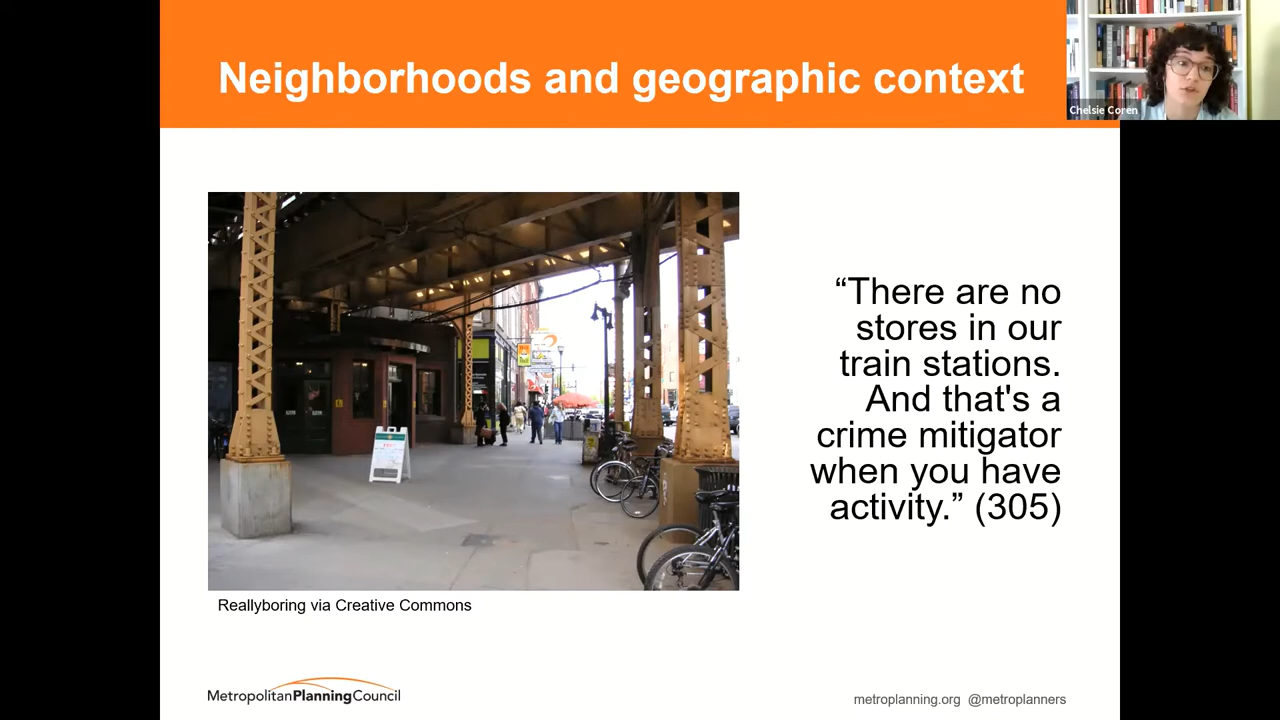 Neighborhoods and geographic context
Chelsie Coren
“There are no
stores in our
train stations.
And that's a
crime mitigator
when you have
activity.” (305)
Reallyboring via Creative Commons
MetropolitanPlanningCouncil
metroplanning.org @metroplanners